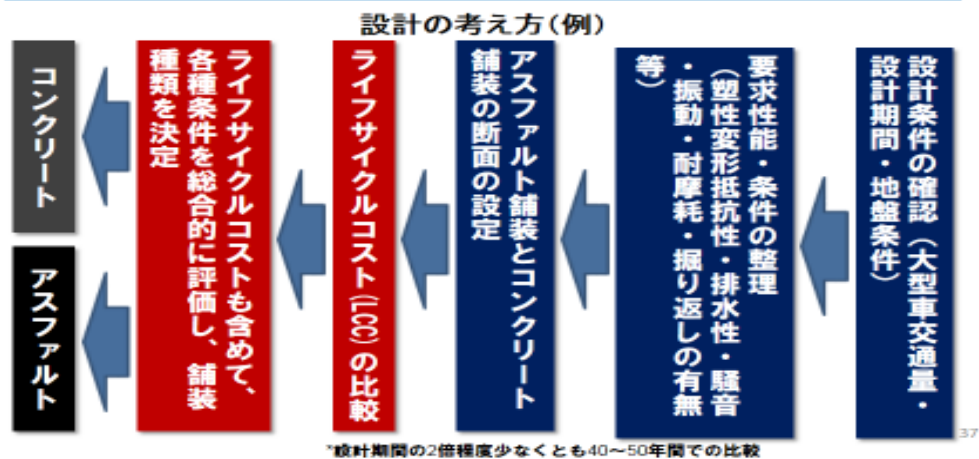 設計の考え方(例)
設計条件の確認（大型車交通量・
設計期間・地盤条件）
要求性能・条件の整理
（塑性変形抵抗性・排水性・騒音
・振動・耐摩耗・掘り返しの有無
等）
アスファルト舗装とコンクリート
舗装の断面の設定
ライフサイクルコスト(LCC)の比較
ライフサイクルコストも含めて、
各種条件を総合的に評価し、舗装
種類を決定
コンクリート
アスファルト
*設計期間の2倍程度少なくとも40～50年間での比較
37